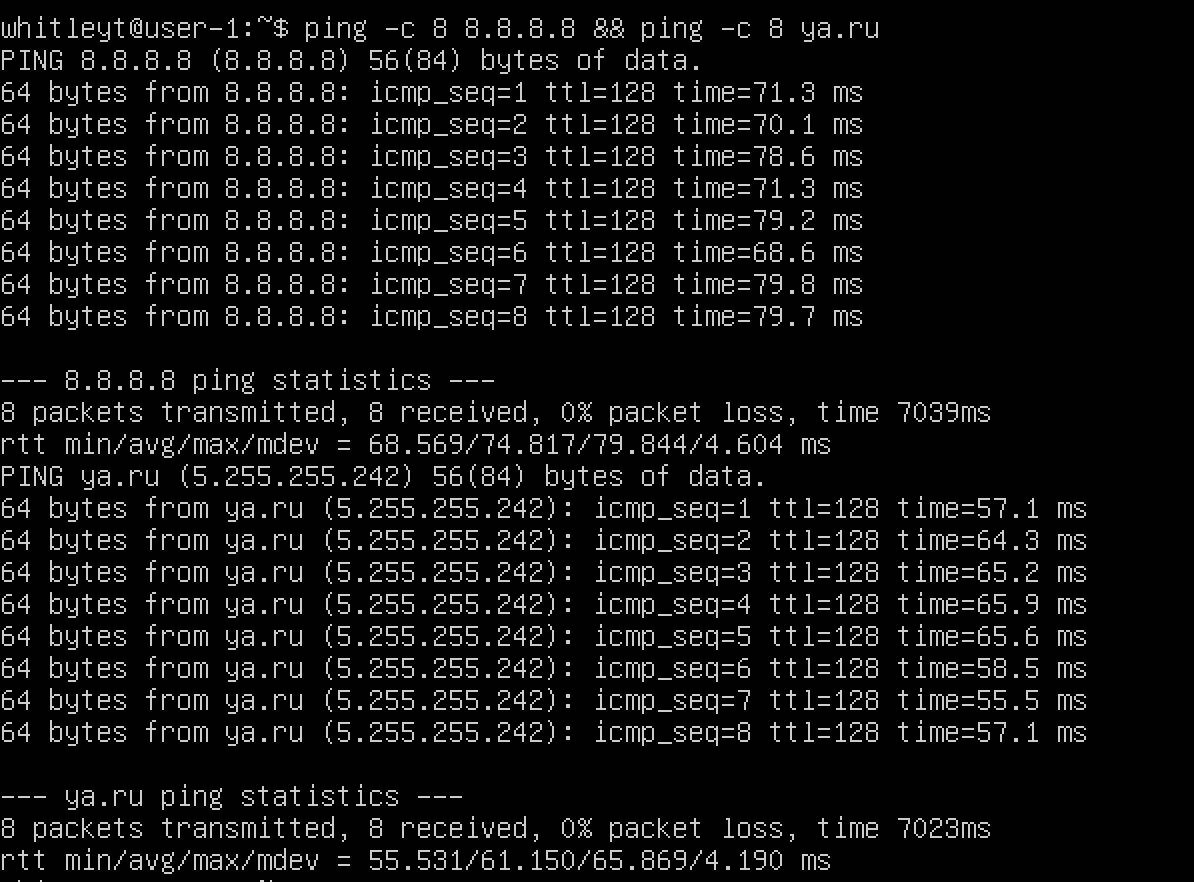 whitleyt@user-1:~$ ping -c 8 8.8.8.8 && ping -c 8 ya.ru
PING 8.8.8.8 (8.8.8.8) 56(84) bytes of data.
64 bytes from 8.8.8.8: icmp_seq=1 ttl=128 time=71.3 ms
64 bytes from 8.8.8.8: icmp_seq=2 ttl=128 time=70.1 ms
64 bytes from 8.8.8.8: icmp_seq=3 ttl=128 time=78.6 ms
64 bytes from 8.8.8.8: icmp_seq=4 ttl=128 time=71.3 ms
64 bytes from 8.8.8.8: icmp_seq=5 ttl=128 time=79.2 ms
64 bytes from 8.8.8.8: icmp_seq=6 ttl=128 time=68.6 ms
64 bytes from 8.8.8.8: icmp_seq=7 ttl=128 time=79.8 ms
64 bytes from 8.8.8.8: icmp_seq=8 ttl=128 time=79.7 ms
--- 8.8.8.8 ping statistics ---
8 packets transmitted, 8 received, 0% packet loss, time 7039ms
rtt min/avg/max/mdev = 68.569/74.817/79.844/4.604 ms
PING ya.ru (5.255.255.242) 56(84) bytes of data.
64 bytes from ya.ru (5.255.255.242): icmp_seq=1 ttl=128 time=57.1 ms
64 bytes from ya.ru (5.255.255.242): icmp_seq=2 ttl=128 time=64.3 ms
64 bytes from ya.ru (5.255.255.242): icmp_seq=3 ttl=128 time=65.2 ms
64 bytes from ya.ru (5.255.255.242): icmp_seq=4 ttl=128 time=65.9 ms
64 bytes from ya.ru (5.255.255.242): icmp_seq=5 ttl=128 time=65.6 ms
64 bytes from ya.ru (5.255.255.242): icmp_seq=6 ttl=128 time=58.5 ms
64 bytes from ya.ru (5.255.255.242): icmp_seq=7 ttl=128 time=55.5 ms
64 bytes from ya.ru (5.255.255.242): icmp_seq=8 ttl=128 time=57.1 ms
--- ya.ru ping statistics ---
8 packets transmitted, 8 received, 0% packet loss, time 7023ms
rtt min/avg/max/mdev = 55.531/61.150/65.869/4.190 ms